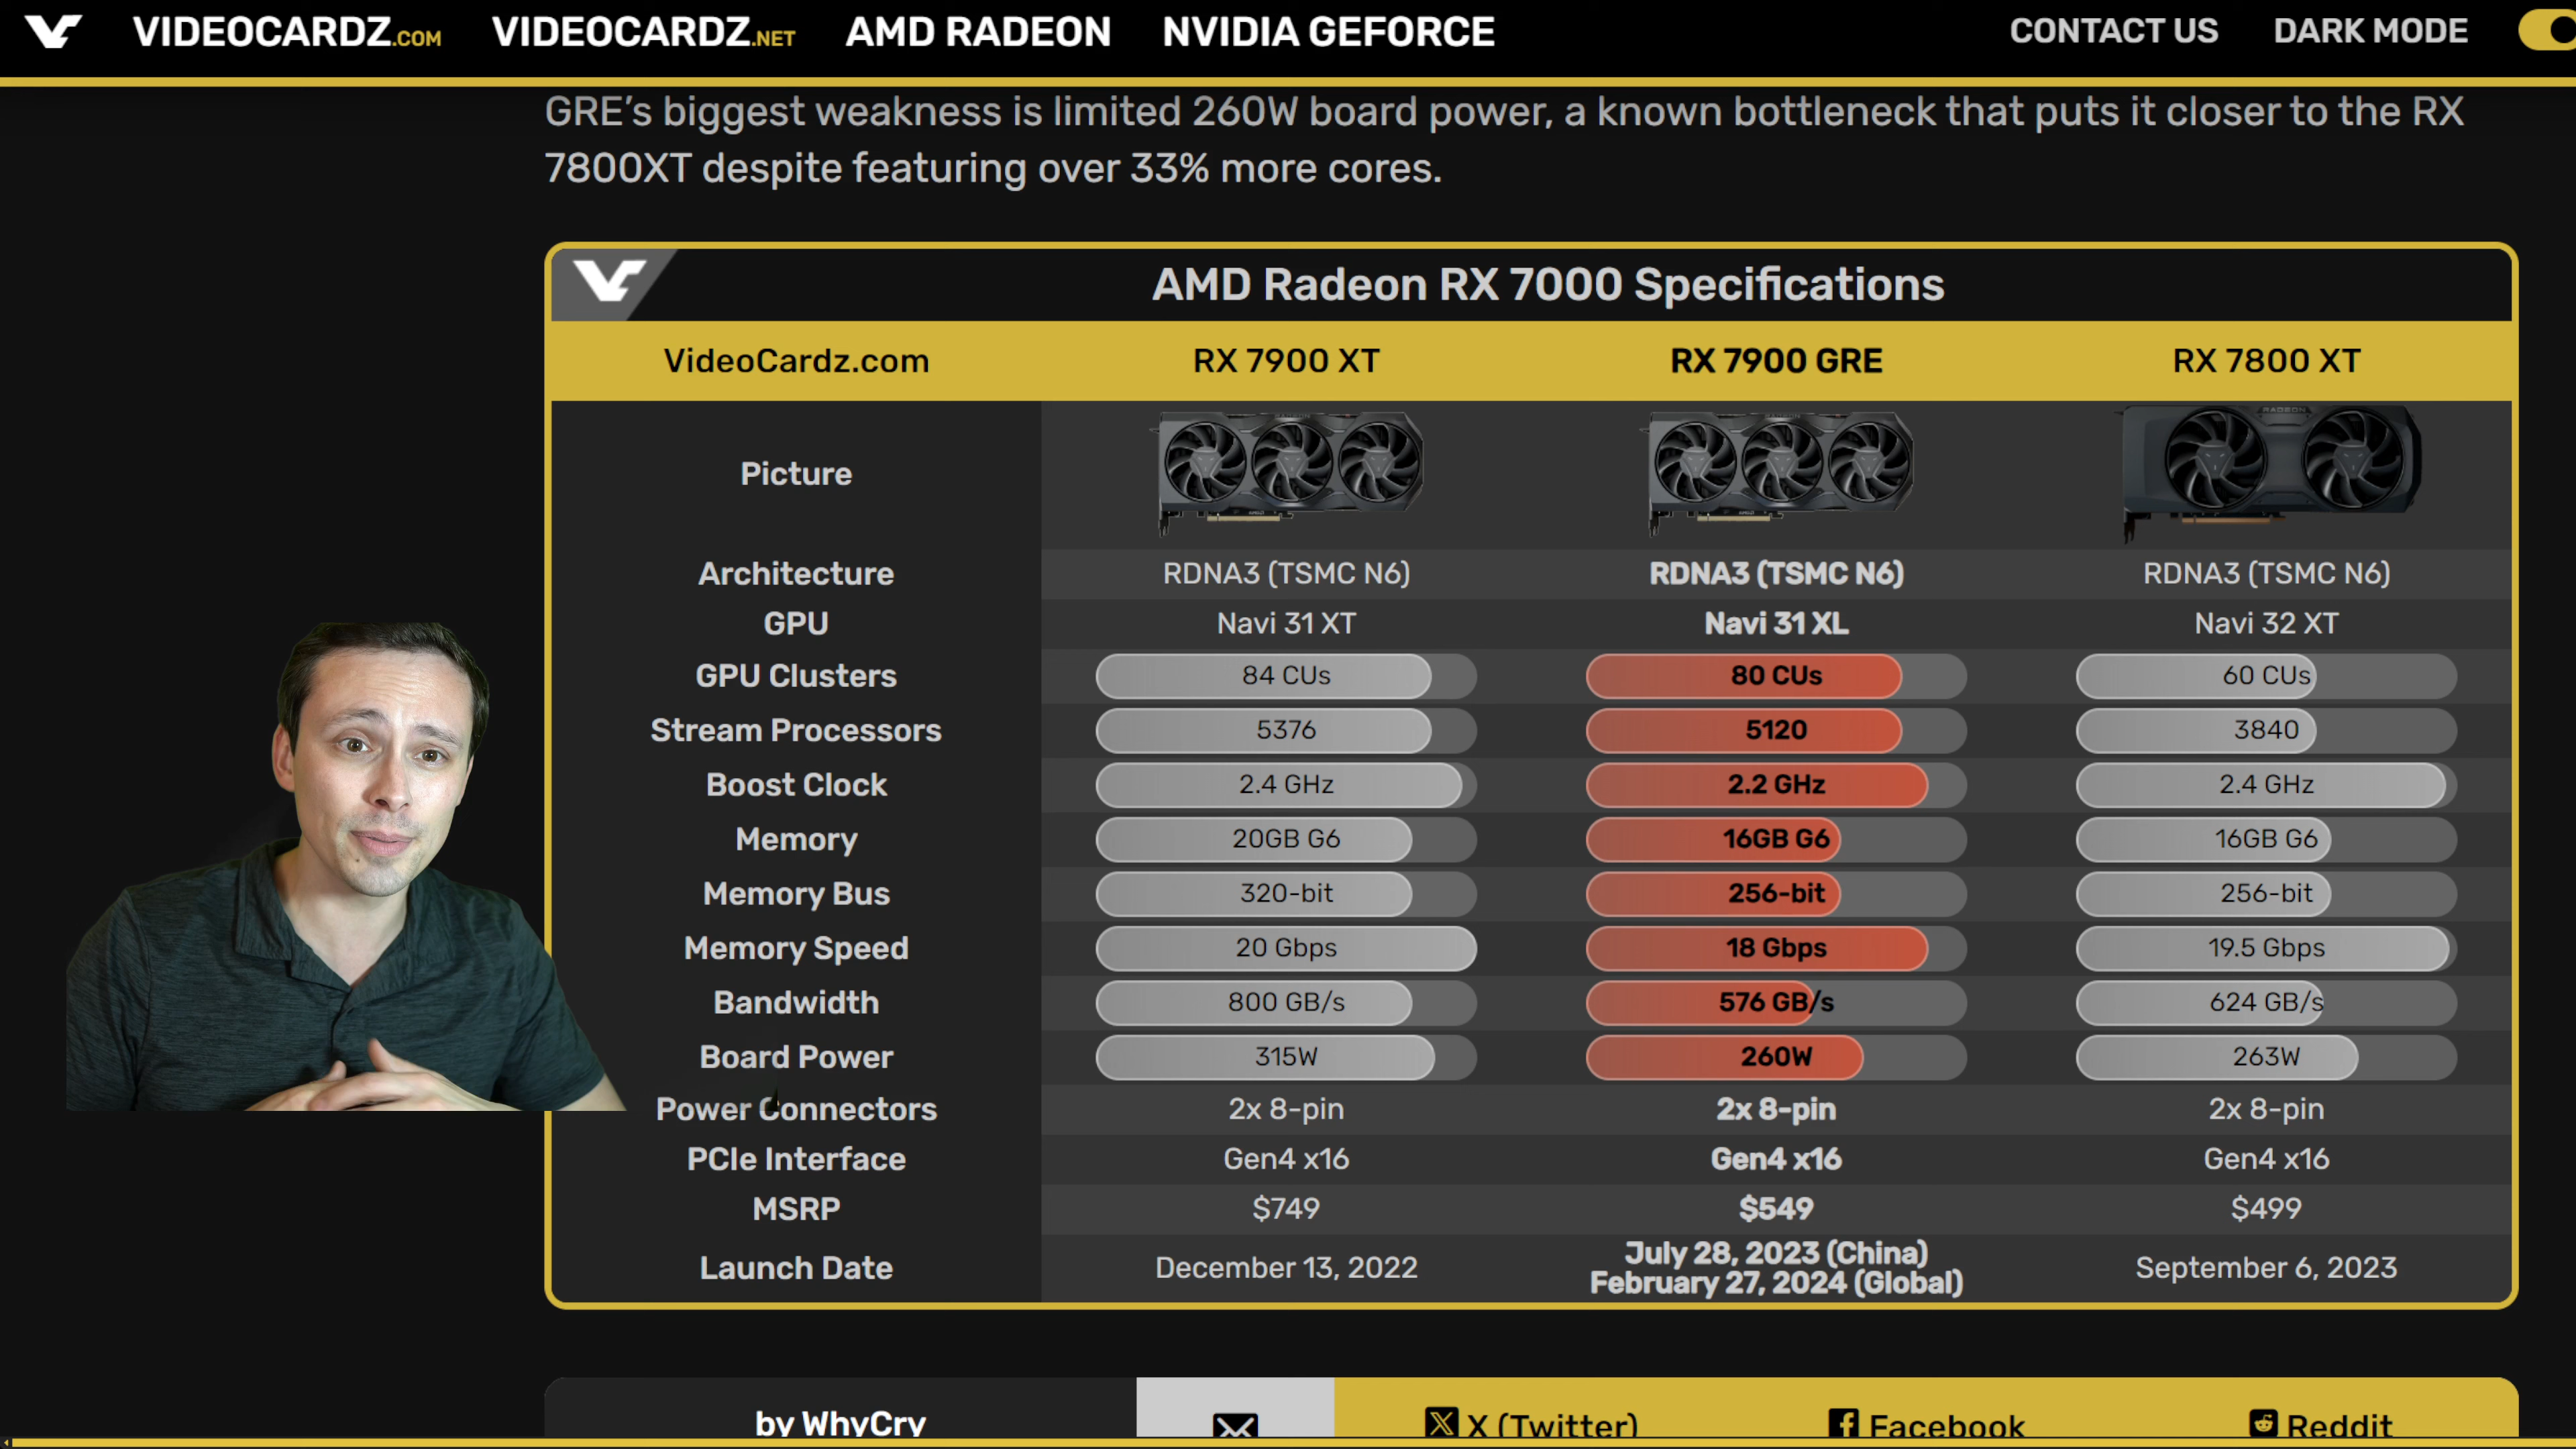 VIDEOCARDZ.COM VIDEOCARDZ.NET AMD RADEON NVIDIA GEFORCE CONTACT US DARK MODE
GRE’s biggest weakness is limited 260W board power, a known bottleneck that puts it closer to the RX
7800XT despite featuring over 33% more cores.
AMD Radeon RX 7000 Specifications
VideoCardz.com RX 7900 XT RX 7900 GRE RX 7800 XT
Picture
RADEON
Architecture RDNA3 (TSMC N6) RDNA3 (TSMC N6) RDNA3 (TSMC N6)
GPU Navi 31 XT Navi 31 XL Navi 32 XT
GPU Clusters 84 CUs 80 CUs 60 CUs
Stream Processors 5376 5120 3840
Boost Clock 2.4 GHz 2.2 GHz 2.4 GHz
Memory 20GB G6 16GB G6 16GB G6
Memory Bus 320-bit 256-bit 256-bit
Memory Speed 20 Gbps 18 Gbps 19.5 Gbps
Bandwidth 800 GB/s 576 GB/s 624 GB/s
Board Power 315W 260W 263W
Power Connectors 2x 8-pin 2x 8-pin 2x 8-pin
PCIe Interface Gen4 x16 Gen4 x16 Gen4 x16
MSRP $749 $549 $499
Launch Date December 13, 2022 July 28, 2023 (China) September 6, 2023
February 27, 2024 (Global)
by WhyCry X (Twitter) Facebook Reddit